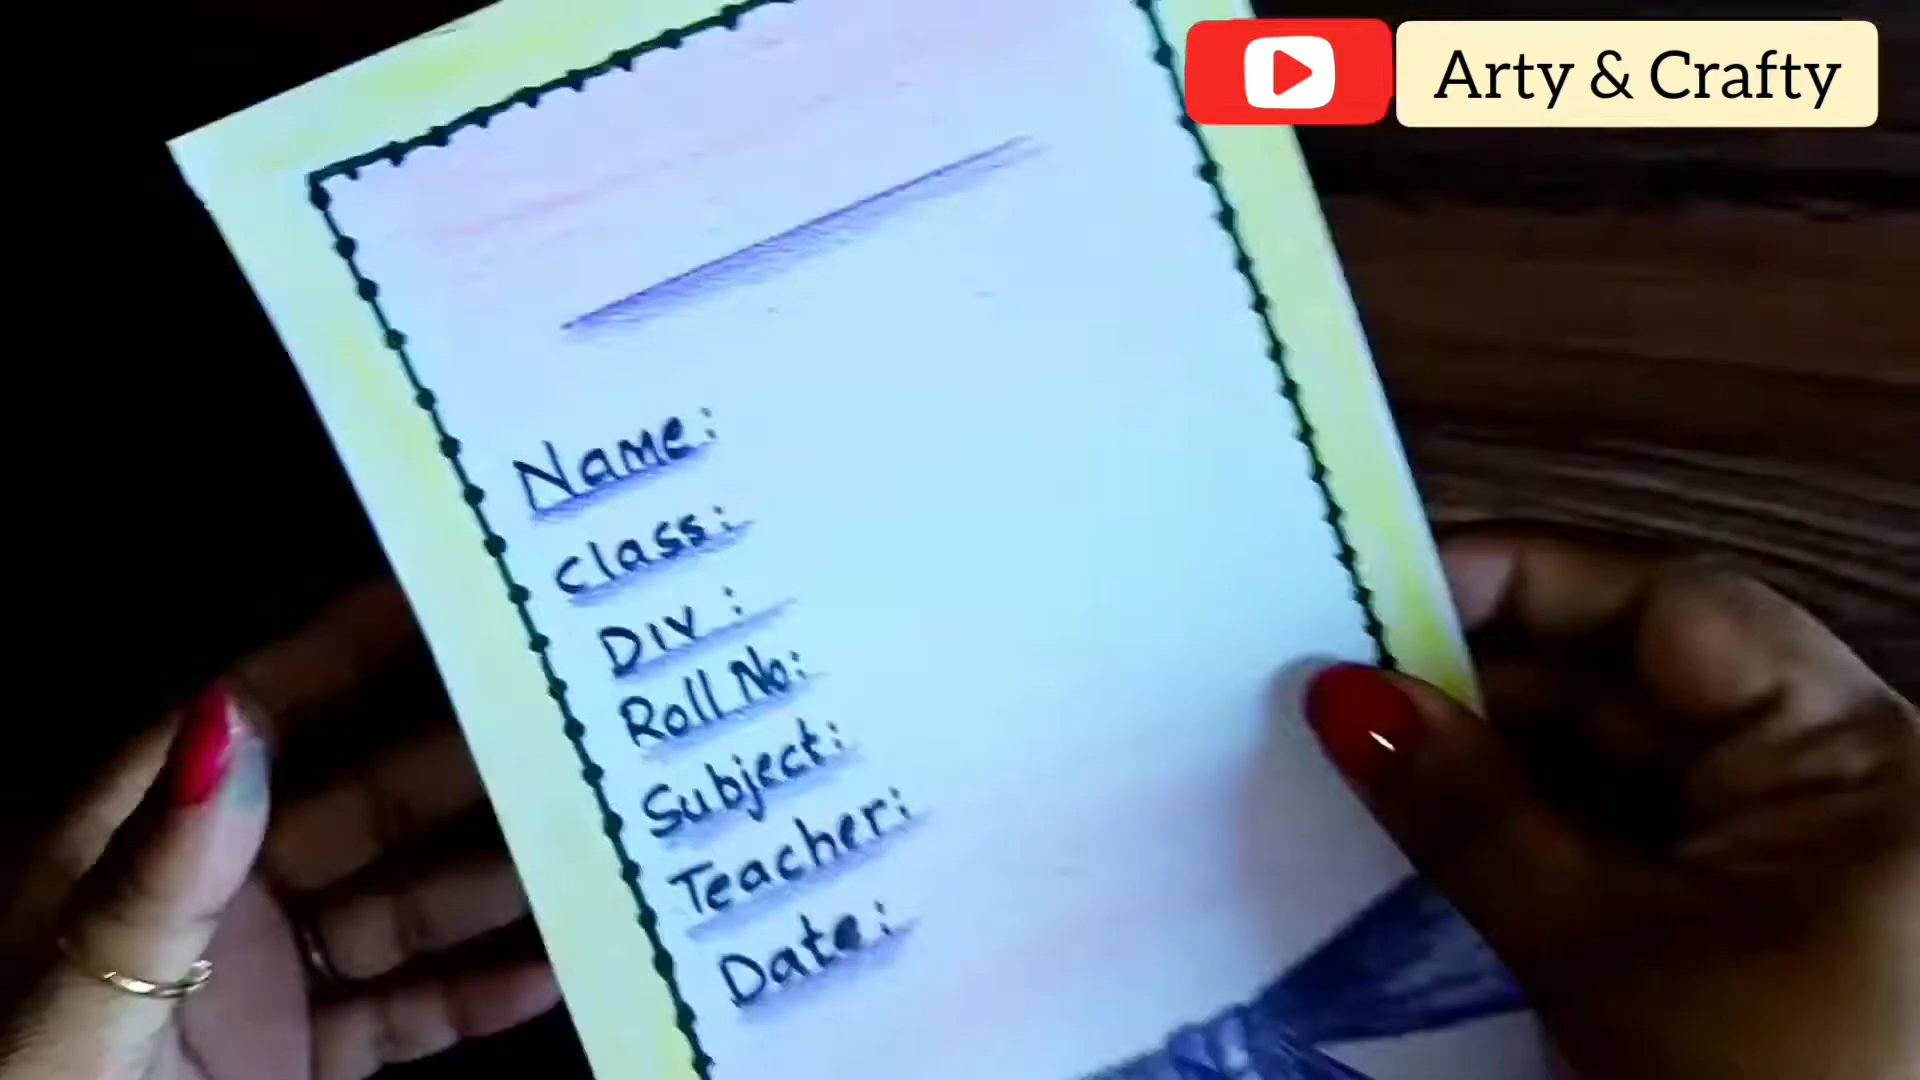 Arty & Crafty
Name:
class:
Div:
Roll No:
Subject:
Teacher:
Date: